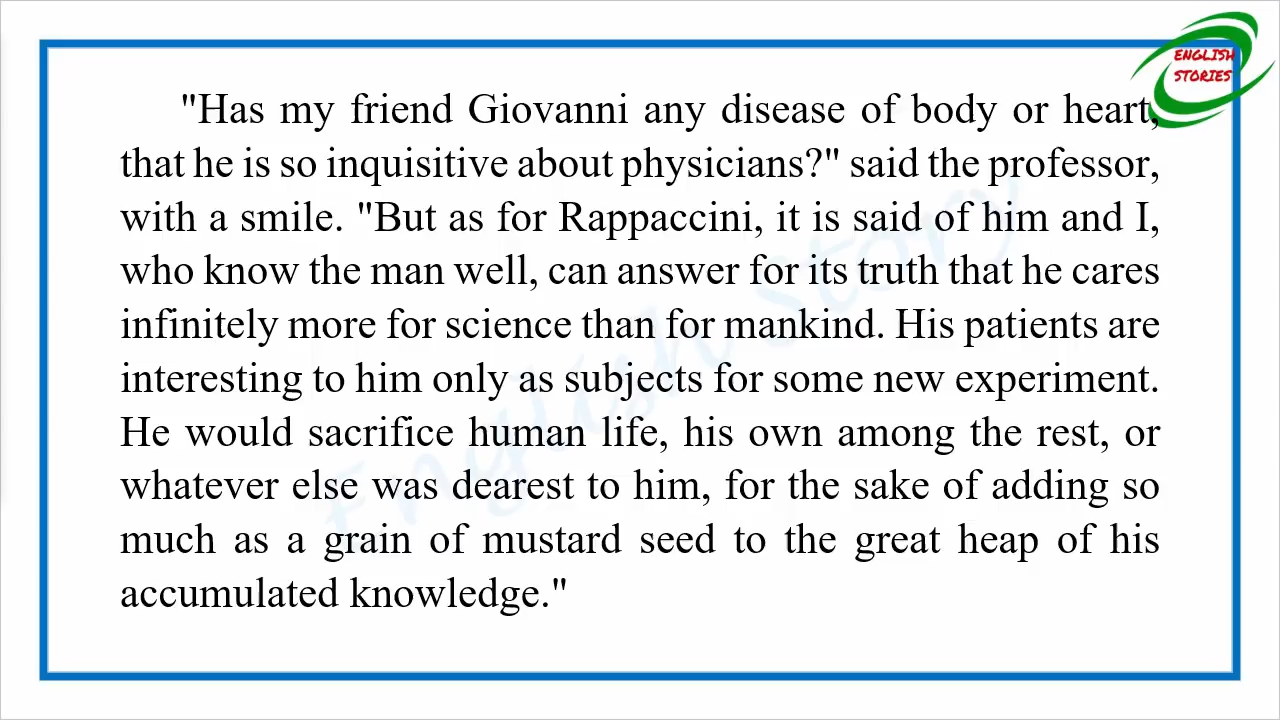 ENGLISH
STORIES
"Has my friend Giovanni any disease of body or heart,
that he is so inquisitive about physicians?" said the professor,
with a smile. "But as for Rappaccini, it is said of him and I,
who know the man well, can answer for its truth that he cares
infinitely more for science than for mankind. His patients are
interesting to him only as subjects for some new experiment.
He would sacrifice human life, his own among the rest, or
whatever else was dearest to him, for the sake of adding so
much as a grain of mustard seed to the great heap of his
accumulated knowledge."
English Story